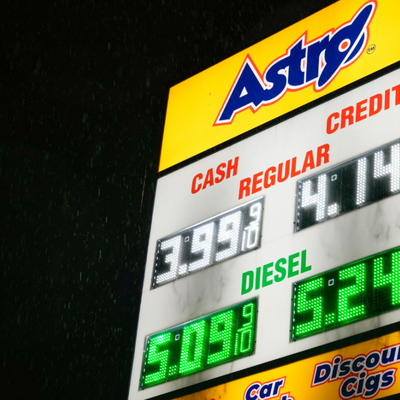 Astro
CASH CREDIT
REGULAR
3.99 9/10 4.14
DIESEL
5.09 9/10 5.24
Car Discoun
Cigs